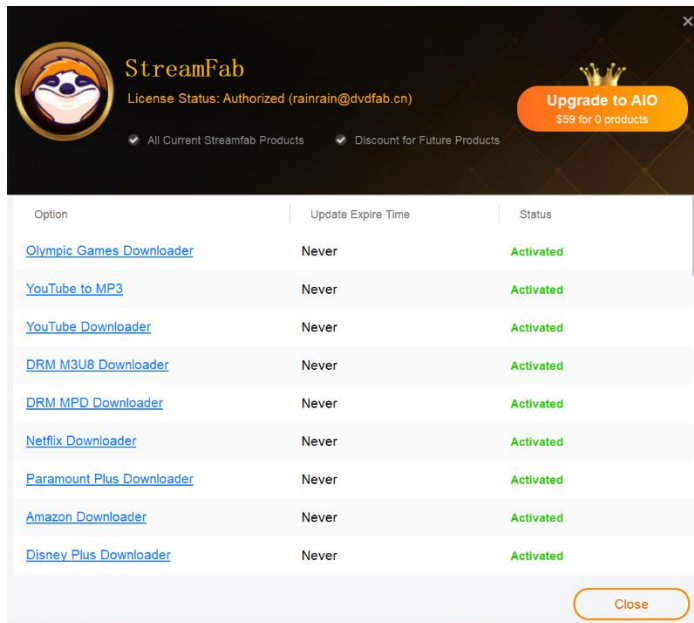 StreamFab
License Status: Authorized (rainrain@dvdfab.cn)
Upgrade to AIO
$59 for 0 products
All Current Streamfab Products Discount for Future Products
Option Update Expire Time Status
Olympic Games Downloader Never Activated
YouTube to MP3 Never Activated
YouTube Downloader Never Activated
DRM M3U8 Downloader Never Activated
DRM MPD Downloader Never Activated
Netflix Downloader Never Activated
Paramount Plus Downloader Never Activated
Amazon Downloader Never Activated
Disney Plus Downloader Never Activated
Close